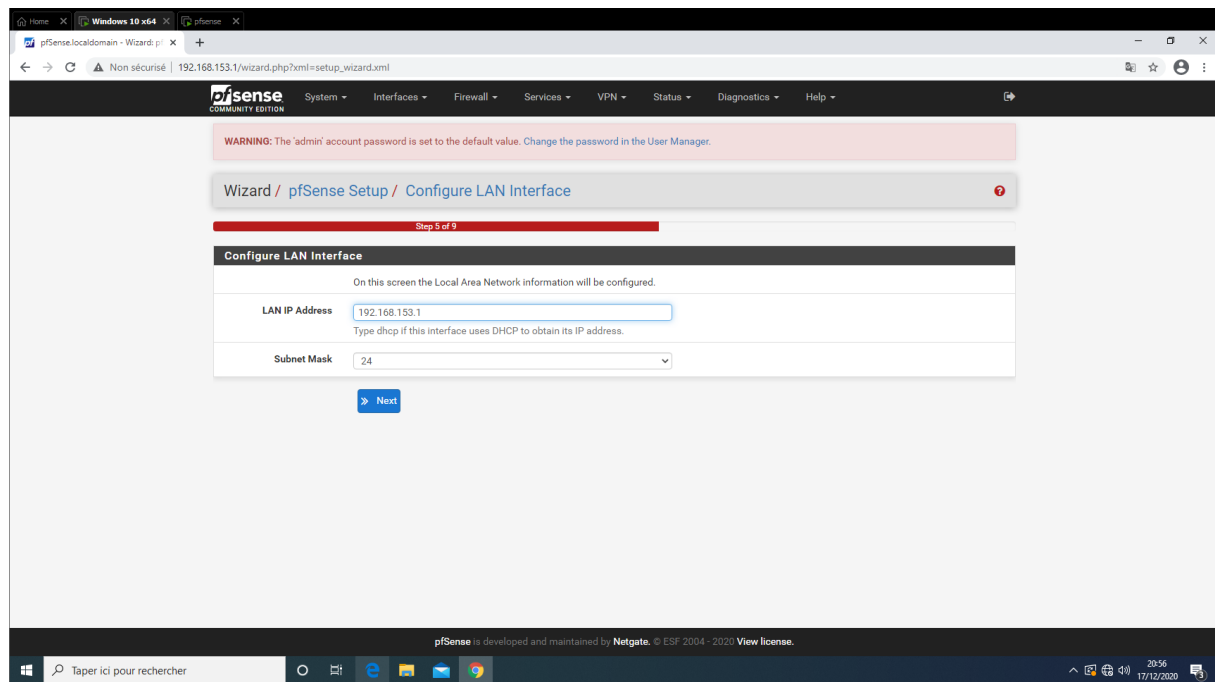 Home Windows 10 x64 pfsense
pfSense.localdomain - Wizard: pf
Non sécurisé 192.168.153.1/wizard.php?xml=setup_wizard.xml
pfsense System Interfaces Firewall Services VPN Status Diagnostics Help
COMMUNITY EDITION
WARNING: The 'admin' account password is set to the default value. Change the password in the User Manager.
Wizard / pfSense Setup / Configure LAN Interface
Step 5 of 9
Configure LAN Interface
On this screen the Local Area Network information will be configured.
LAN IP Address 192.168.153.1
Type dhcp if this interface uses DHCP to obtain its IP address.
Subnet Mask 24
Next
pfSense is developed and maintained by Netgate. © ESF 2004 - 2020 View license.
Taper ici pour rechercher 20:56
17/12/2020 3